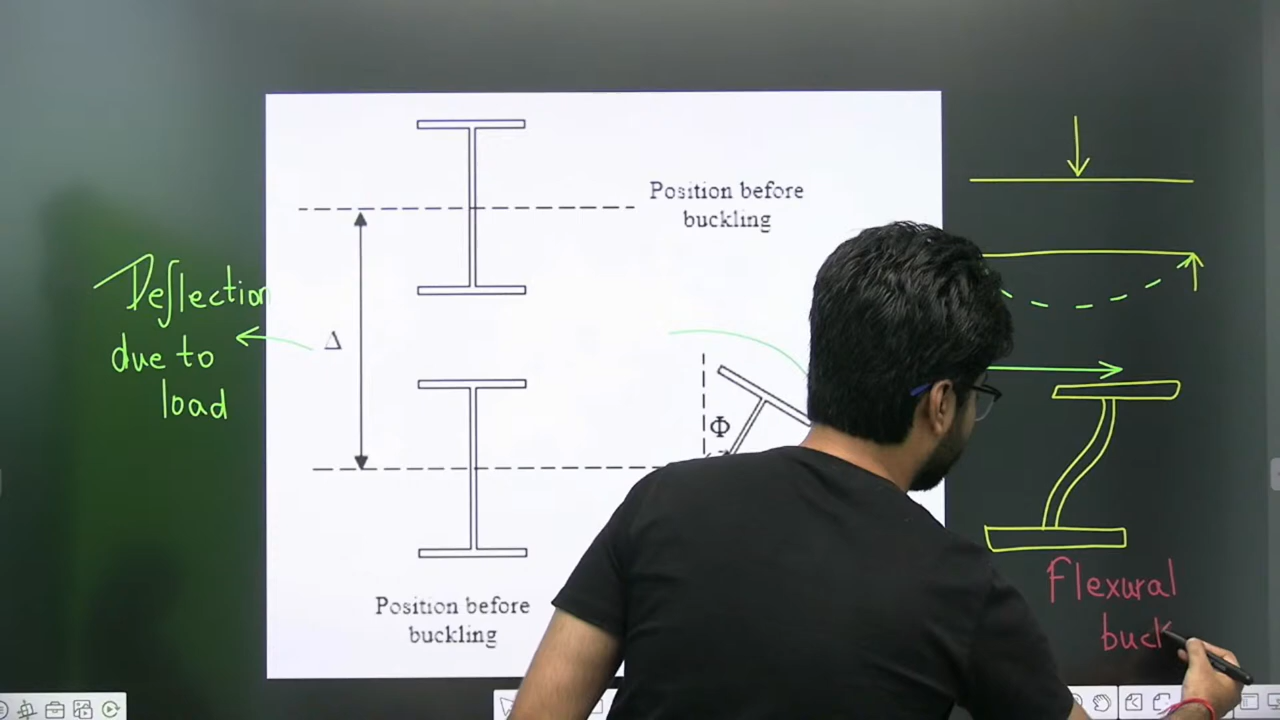 Position before
buckling
Deflection
due to
load
Δ
Φ
Position before
buckling
Flexural
buck